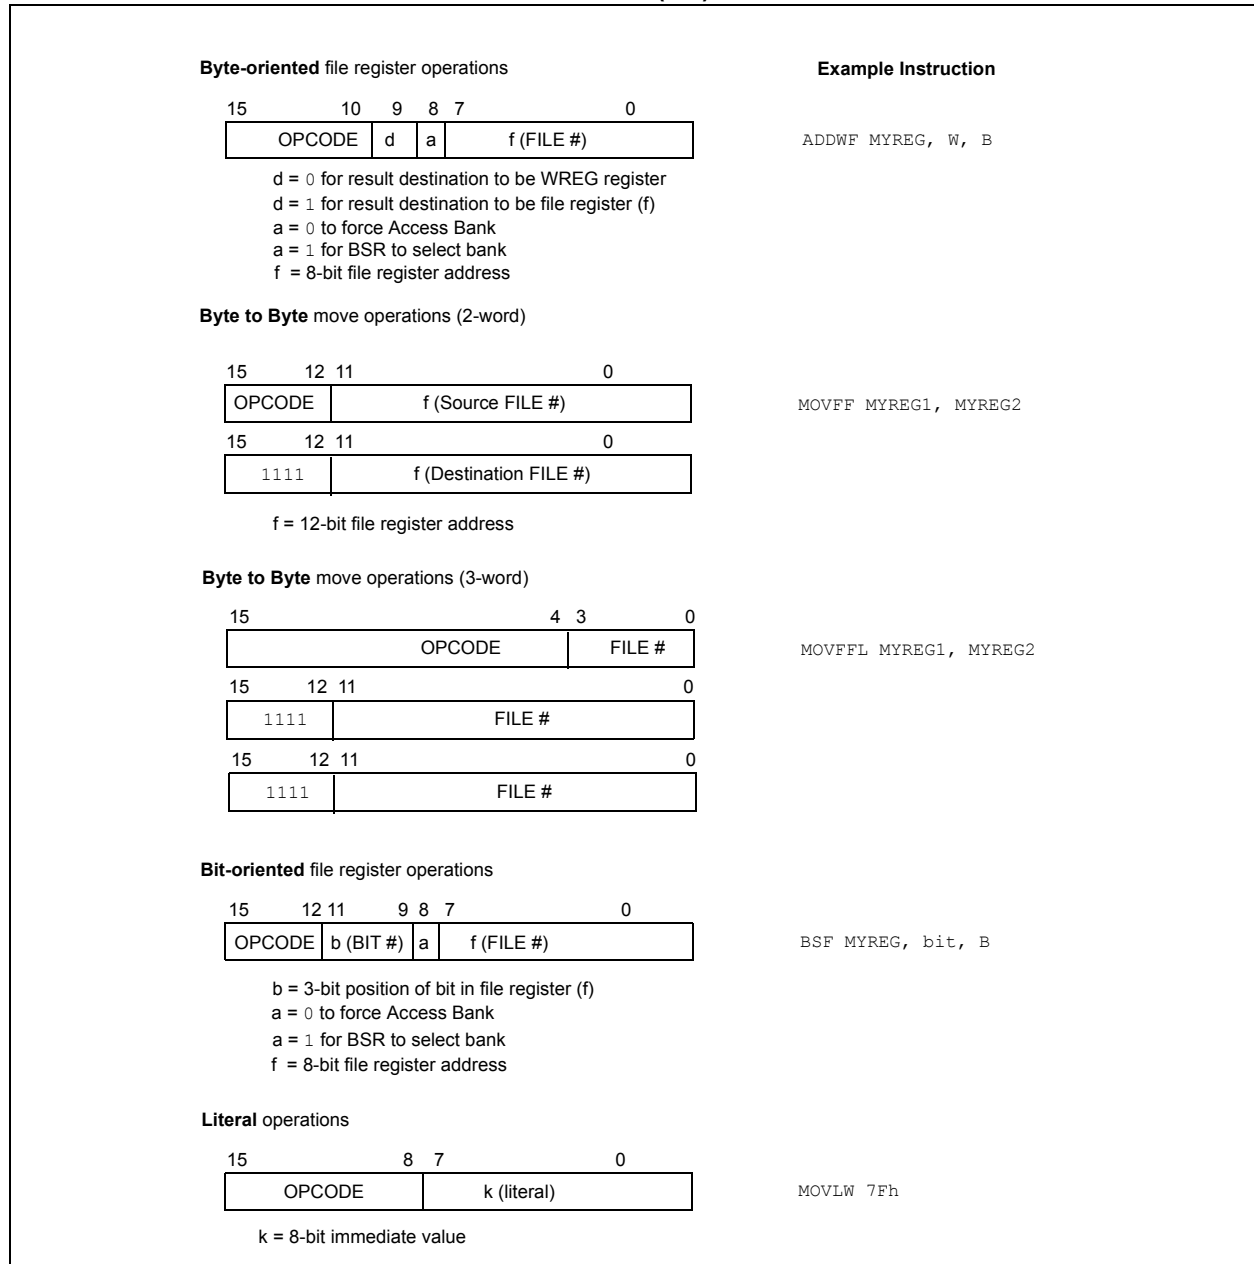 Byte-oriented file register operations Example Instruction
15 10 9 8 7 0
OPCODE d a f (FILE #) ADDWF MYREG, W, B
d = 0 for result destination to be WREG register
d = 1 for result destination to be file register (f)
a = 0 to force Access Bank
a = 1 for BSR to select bank
f = 8-bit file register address
Byte to Byte move operations (2-word)
15 12 11 0
OPCODE f (Source FILE #) MOVFF MYREG1, MYREG2
15 12 11 0
1111 f (Destination FILE #)
f = 12-bit file register address
Byte to Byte move operations (3-word)
15 4 3 0
OPCODE FILE # MOVFFL MYREG1, MYREG2
15 12 11 0
1111 FILE #
15 12 11 0
1111 FILE #
Bit-oriented file register operations
15 12 11 9 8 7 0
OPCODE b (BIT #) a f (FILE #) BSF MYREG, bit, B
b = 3-bit position of bit in file register (f)
a = 0 to force Access Bank
a = 1 for BSR to select bank
f = 8-bit file register address
Literal operations
15 8 7 0
OPCODE k (literal) MOVLW 7Fh
k = 8-bit immediate value